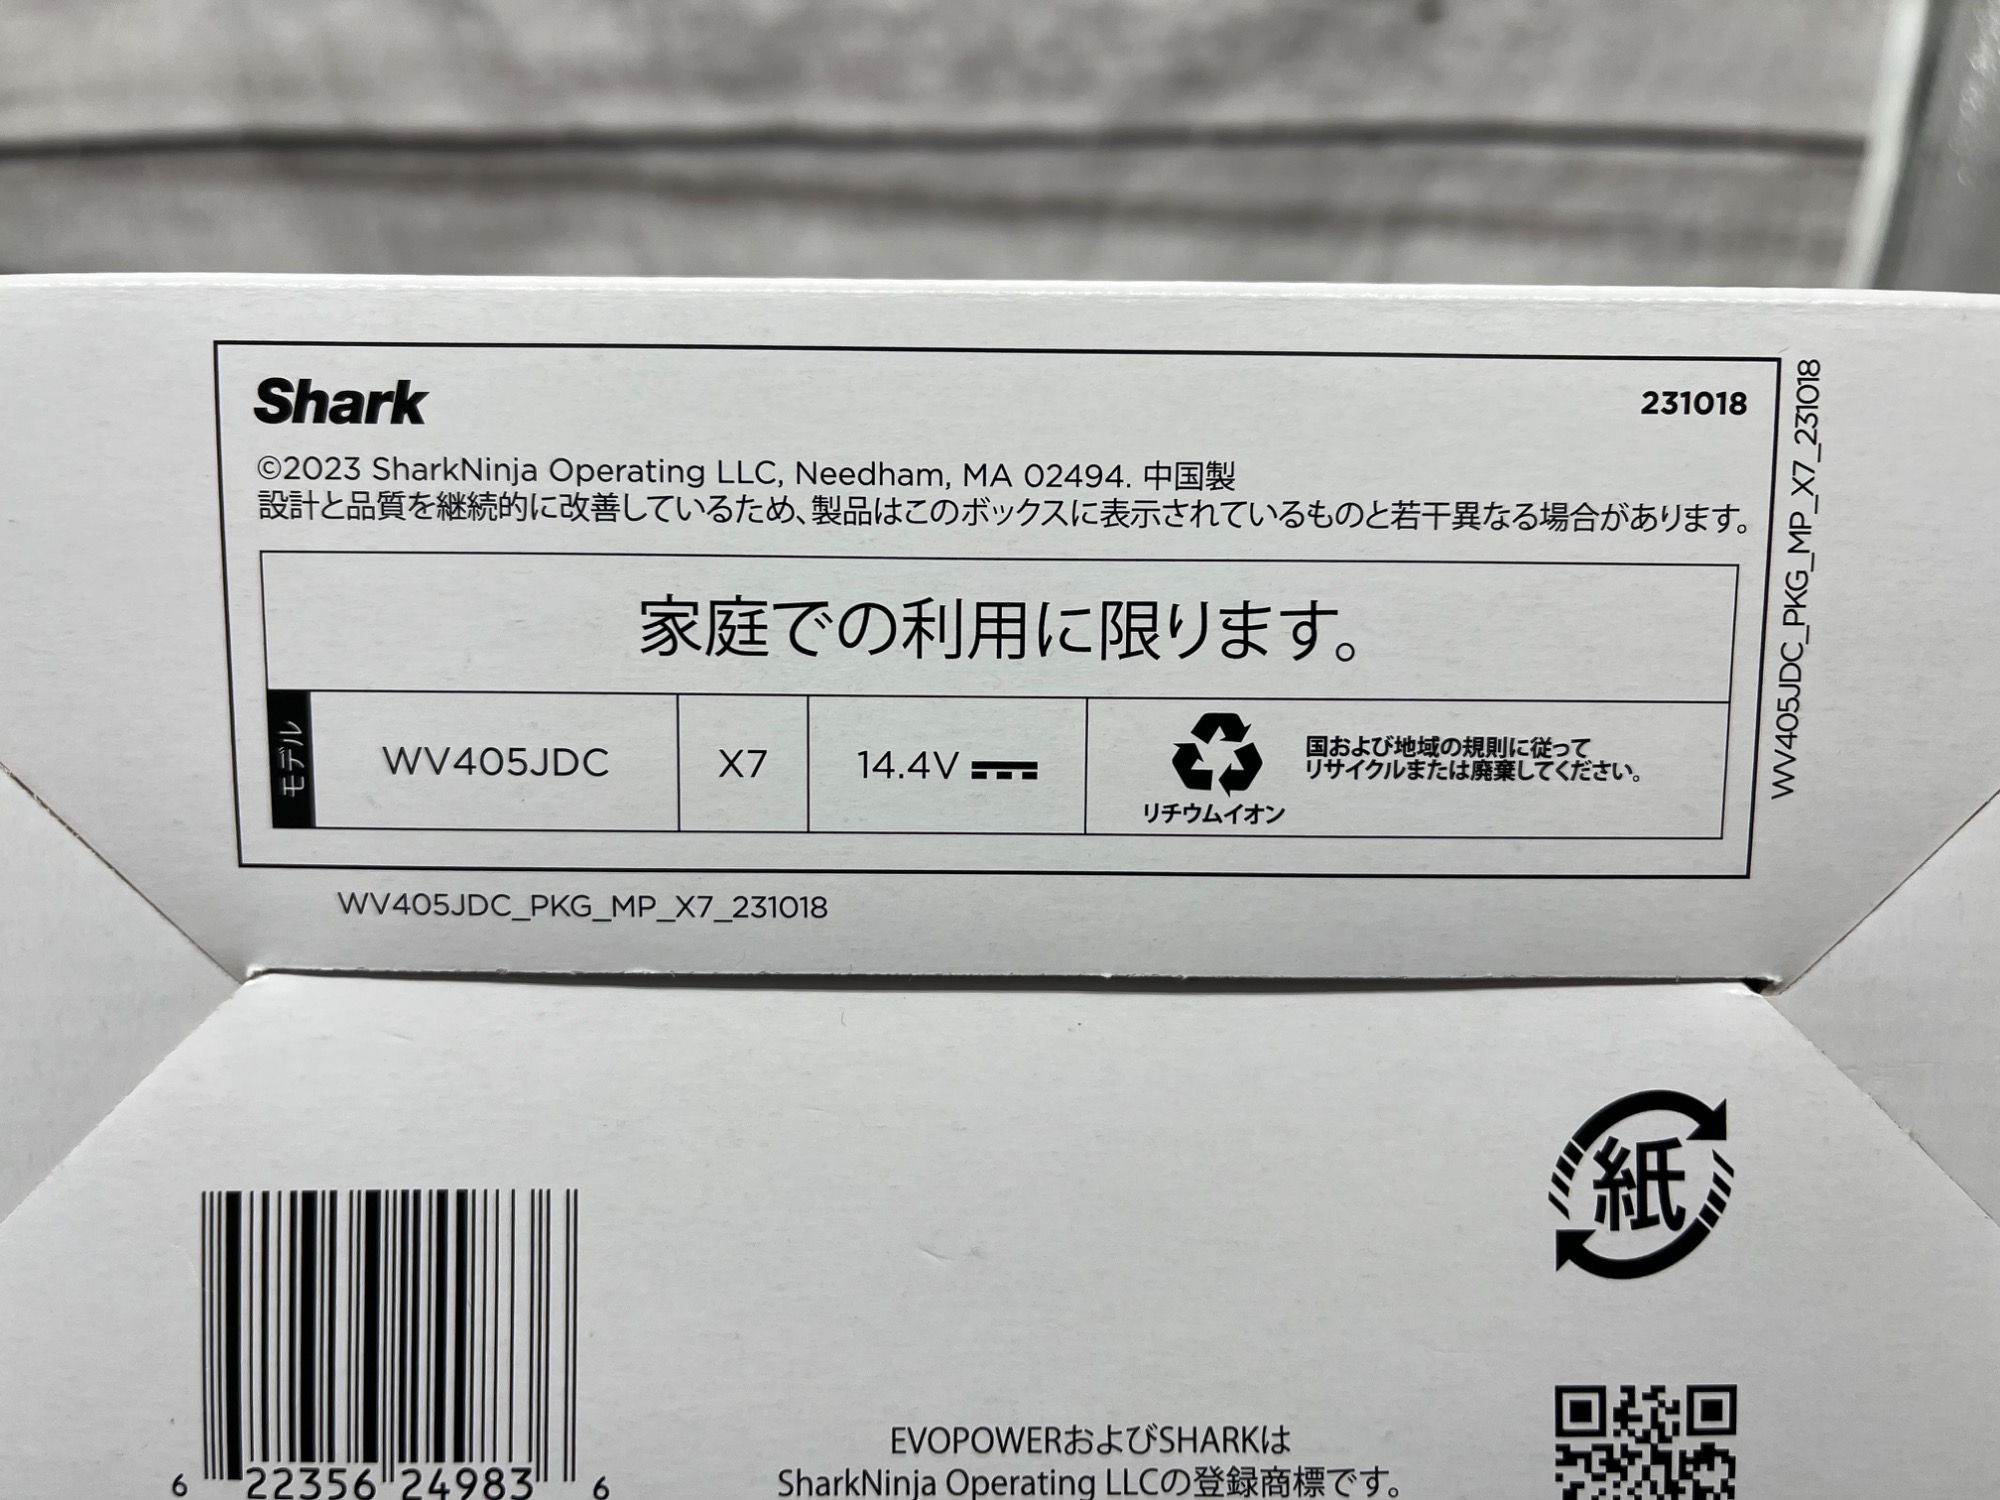 Shark
231018
©2023 SharkNinja Operating LLC, Needham, MA 02494. 中国製
設計と品質を継続的に改善しているため、製品はこのボックスに表示されているものと若干異なる場合があります。
家庭での利用に限ります。
モデル
WV405JDC
X7
14.4V
リチウムイオン
国および地域の規則に従って
リサイクルまたは廃棄してください。
WV405JDC_PKG_MP_X7_231018
WV405JDC_PKG_MP_X7_231018
紙
6 22356 24983 6
EVOPOWERおよびSHARKは
SharkNinja Operating LLCの登録商標です。